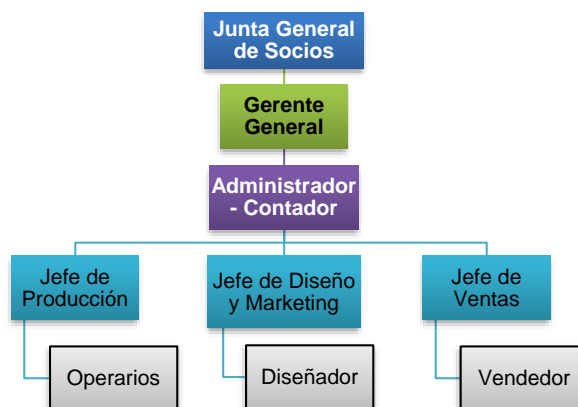 Junta General
de Socios
Gerente
General
Administrador
- Contador
Jefe de
Producción
Jefe de Diseño
y Marketing
Jefe de
Ventas
Operarios
Diseñador
Vendedor